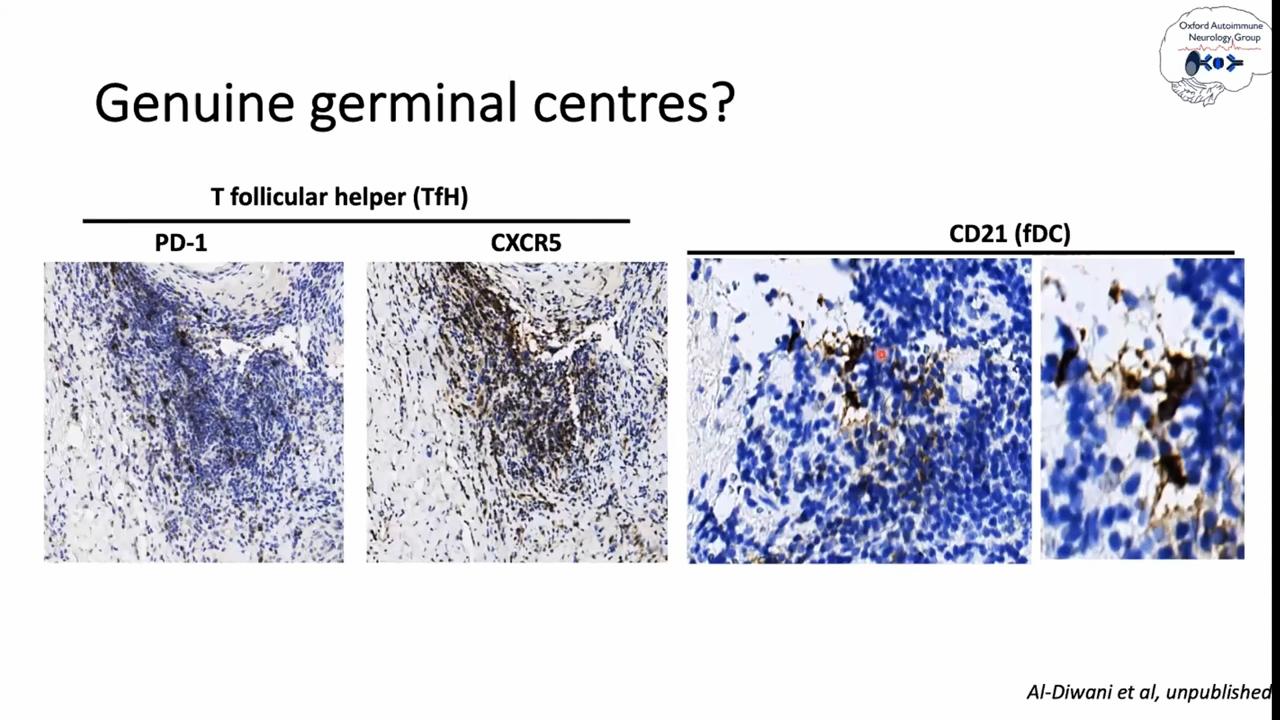 Oxford Autoimmune
Neurology Group
Genuine germinal centres?
T follicular helper (TfH)
PD-1
CXCR5
CD21 (fDC)
Al-Diwani et al, unpublished